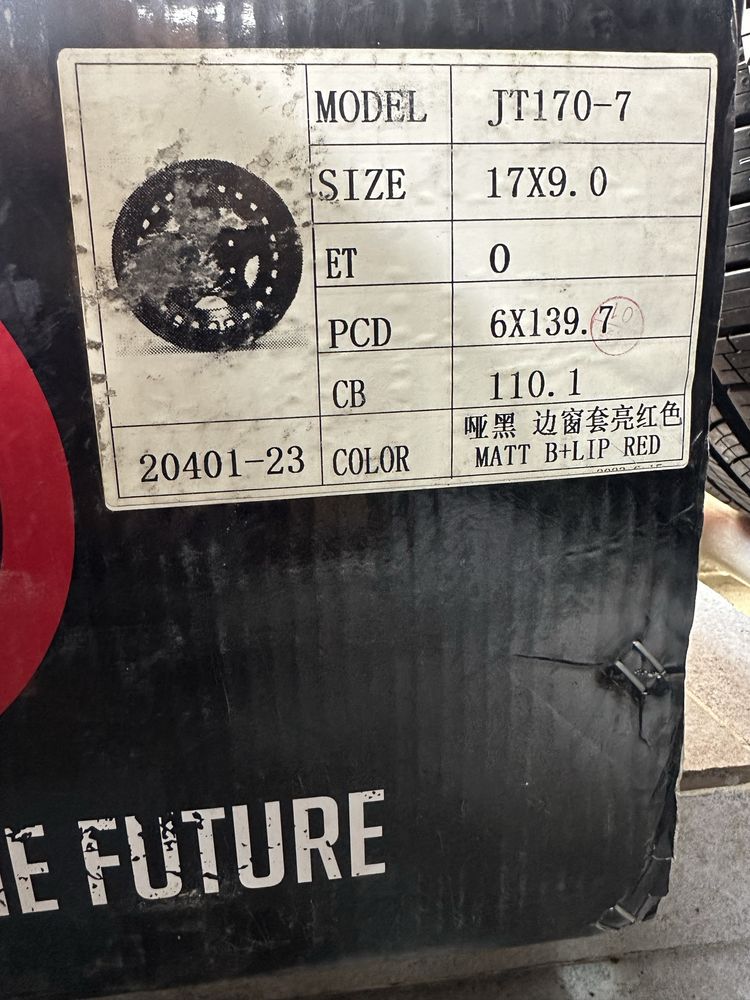 MODEL JT170-7
SIZE 17X9.0
ET 0
PCD 6X139.7
CB 110.1
20401-23 COLOR 哑黑 边窗套亮红色
MATT B+LIP RED
FUTURE